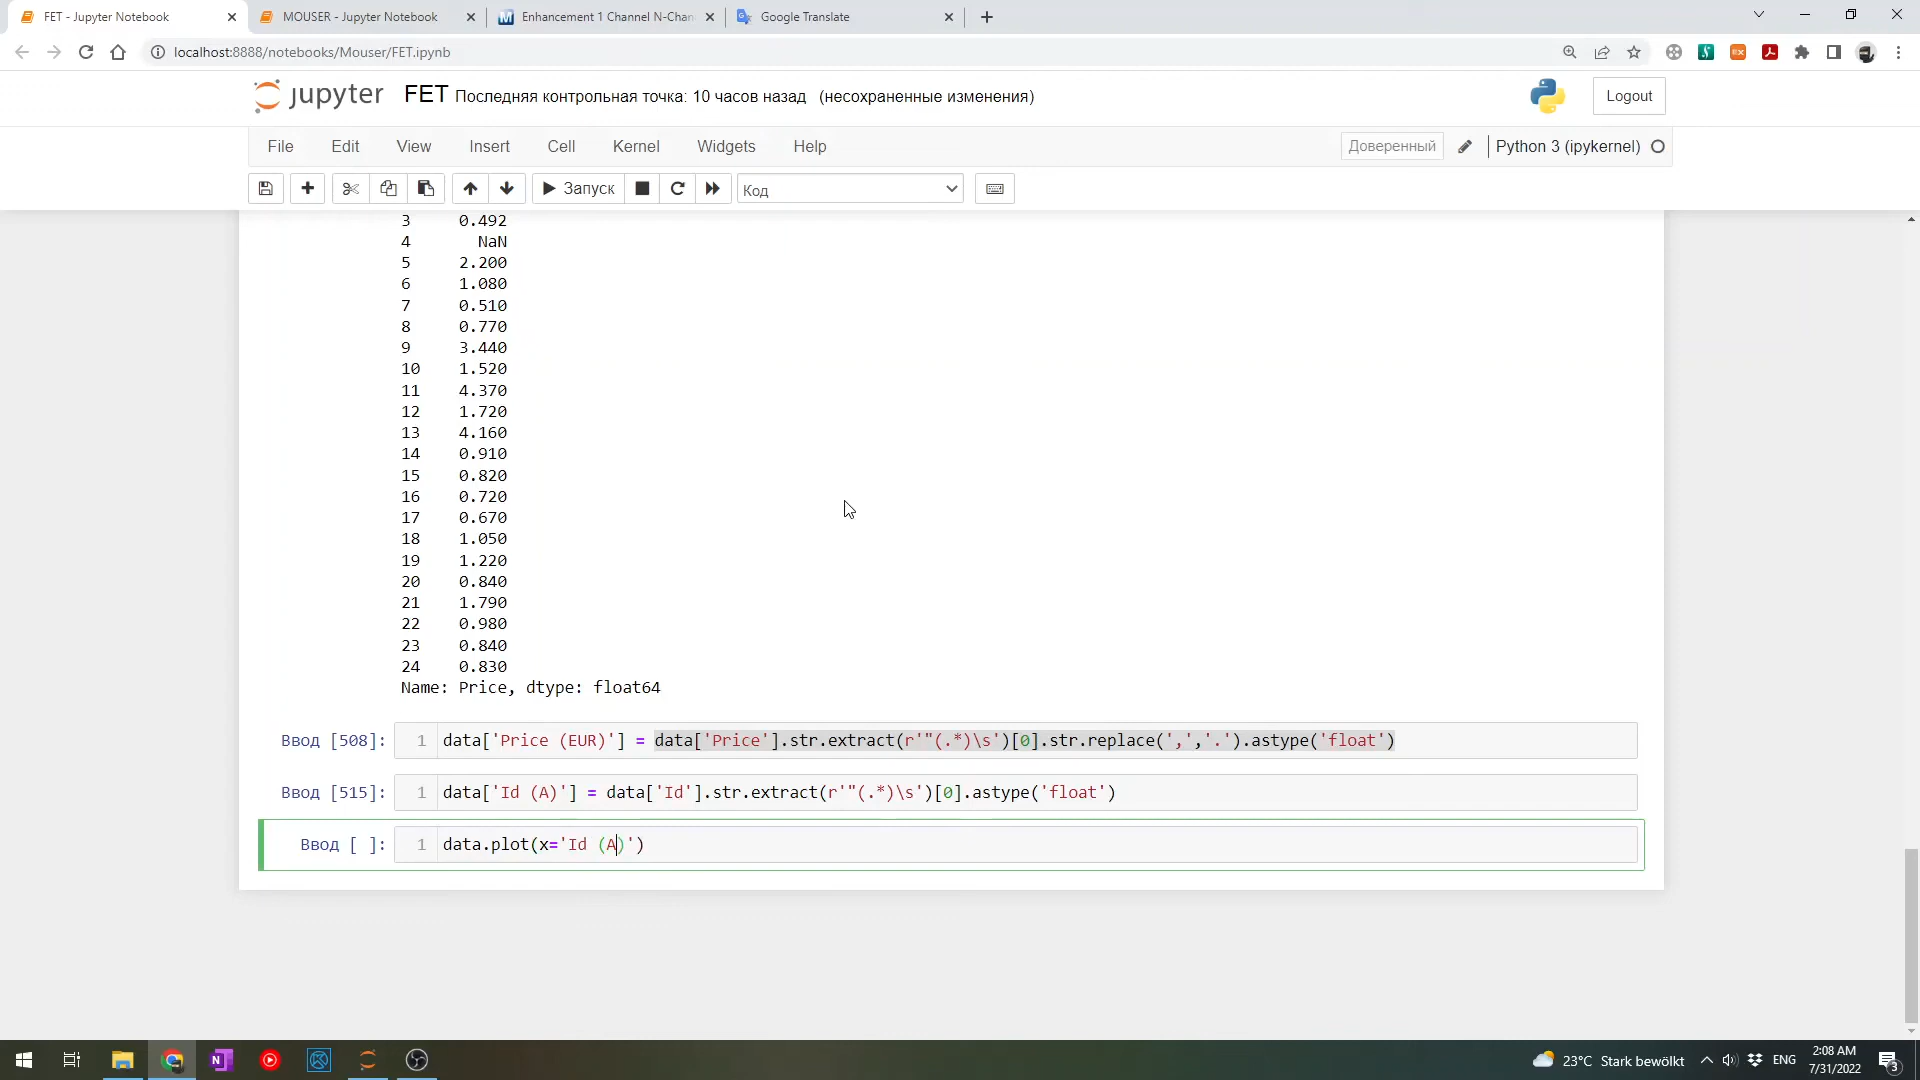 FET - Jupyter Notebook
MOUSER - Jupyter Notebook
Enhancement 1 Channel N-Chan
Google Translate
localhost:8888/notebooks/Mouser/FET.ipynb
jupyter FET Последняя контрольная точка: 10 часов назад (несохраненные изменения)
Logout
File Edit View Insert Cell Kernel Widgets Help
Доверенный
Python 3 (ipykernel)
Запуск
Код
3 0.492
4 NaN
5 2.200
6 1.080
7 0.510
8 0.770
9 3.440
10 1.520
11 4.370
12 1.720
13 4.160
14 0.910
15 0.820
16 0.720
17 0.670
18 1.050
19 1.220
20 0.840
21 1.790
22 0.980
23 0.840
24 0.830
Name: Price, dtype: float64
Ввод [508]: 1 data['Price (EUR)'] = data['Price'].str.extract(r'"(.*)\s')[0].str.replace(',','.').astype('float')
Ввод [515]: 1 data['Id (A)'] = data['Id'].str.extract(r'"(.*)\s')[0].astype('float')
Ввод [ ]: 1 data.plot(x='Id (A)')
23°C Stark bewölkt
ENG
2:08 AM
7/31/2022
3